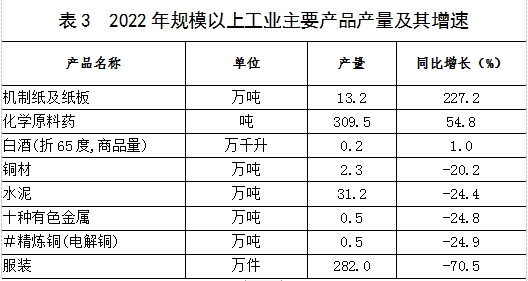 表 3 2022 年规模以上工业主要产品产量及其增速
产品名称 单位 产量 同比增长（%）
机制纸及纸板 万吨 13.2 227.2
化学原料药 吨 309.5 54.8
白酒(折 65 度,商品量) 万千升 0.2 1.0
铜材 万吨 2.3 -20.2
水泥 万吨 31.2 -24.4
十种有色金属 万吨 0.5 -24.8
＃精炼铜(电解铜) 万吨 0.5 -24.9
服装 万件 282.0 -70.5